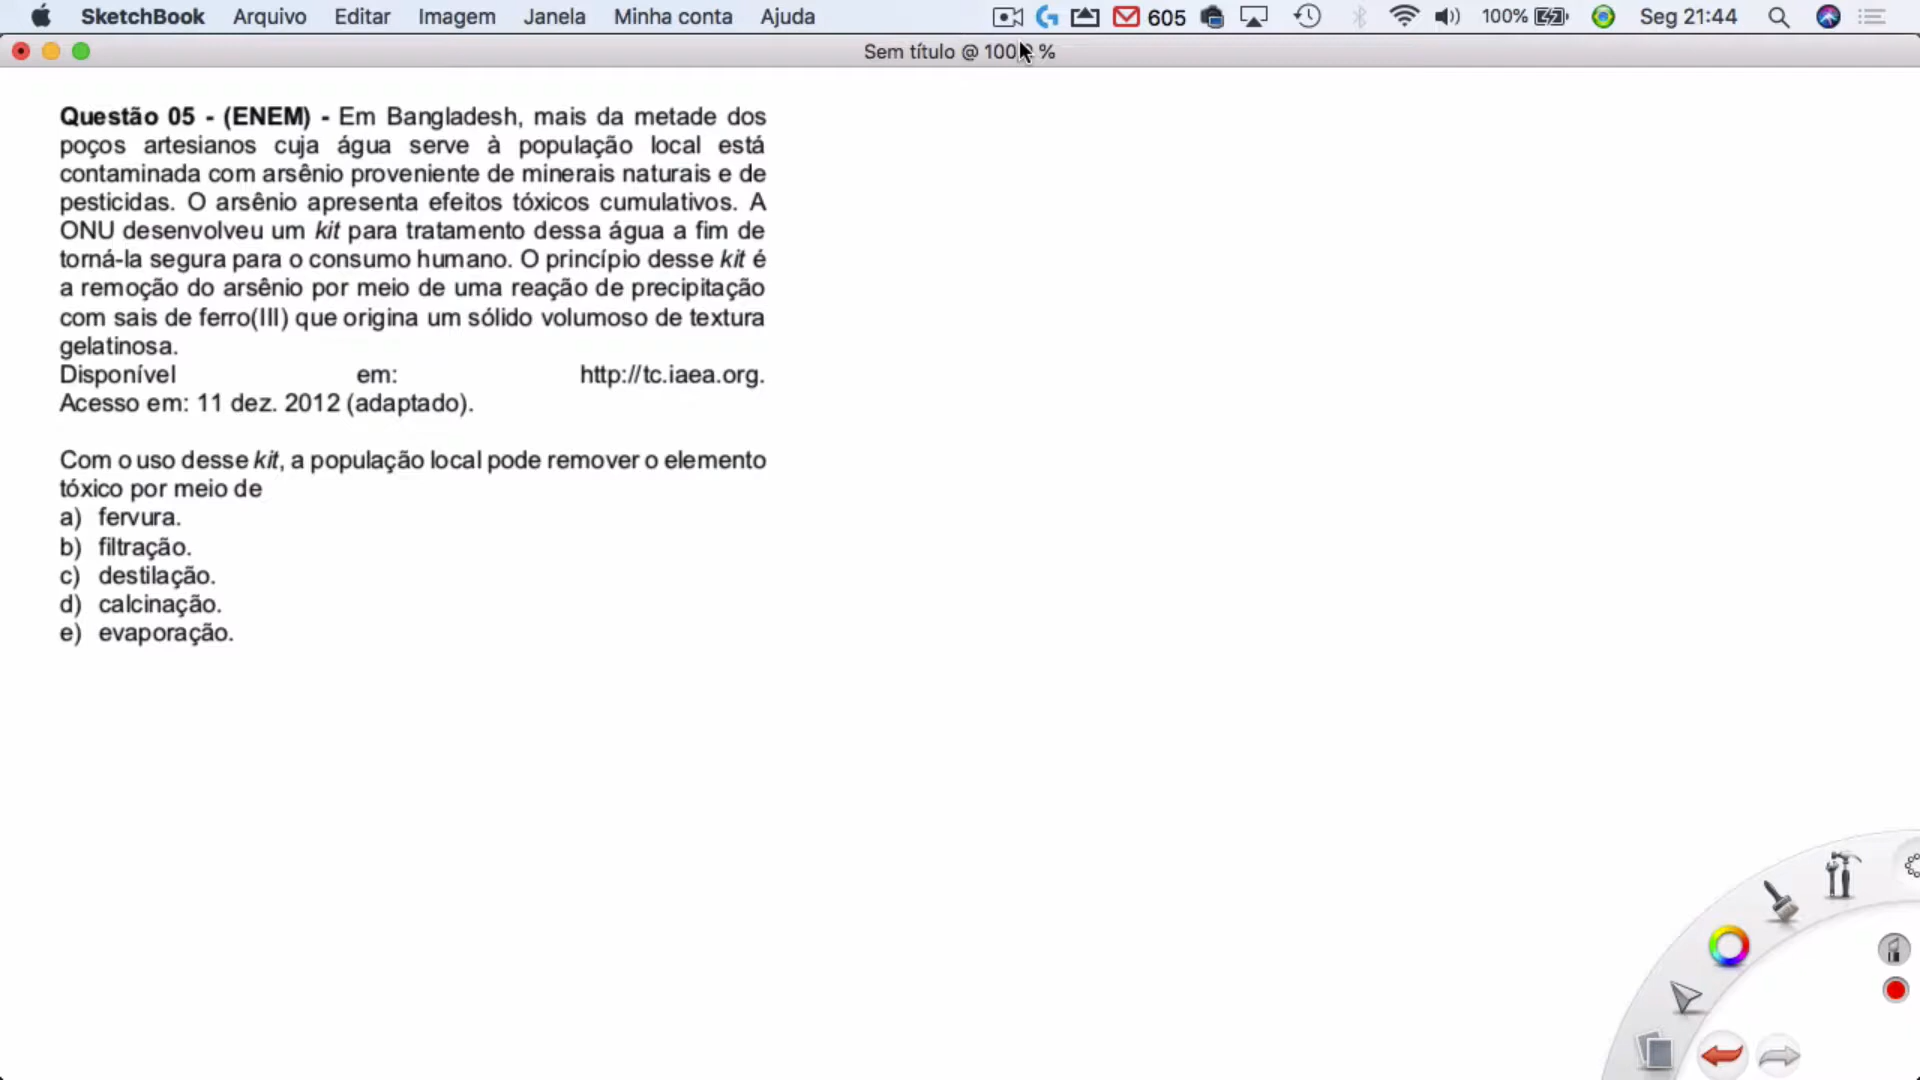 SketchBook Arquivo Editar Imagem Janela Minha conta Ajuda 605 100% Seg 21:44
Sem título @ 100 %
Questão 05 - (ENEM) - Em Bangladesh, mais da metade dos
poços artesianos cuja água serve à população local está
contaminada com arsênio proveniente de minerais naturais e de
pesticidas. O arsênio apresenta efeitos tóxicos cumulativos. A
ONU desenvolveu um kit para tratamento dessa água a fim de
torná-la segura para o consumo humano. O princípio desse kit é
a remoção do arsênio por meio de uma reação de precipitação
com sais de ferro(III) que origina um sólido volumoso de textura
gelatinosa.
Disponível em: http://tc.iaea.org.
Acesso em: 11 dez. 2012 (adaptado).
Com o uso desse kit, a população local pode remover o elemento
tóxico por meio de
a) fervura.
b) filtração.
c) destilação.
d) calcinação.
e) evaporação.